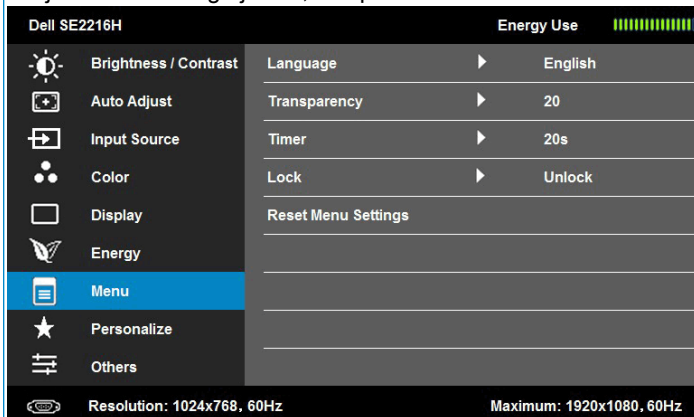 Dell SE2216H Energy Use
Brightness / Contrast Language English
Auto Adjust Transparency 20
Input Source Timer 20s
Color Lock Unlock
Display Reset Menu Settings
Energy
Menu
Personalize
Others
Resolution: 1024x768, 60Hz Maximum: 1920x1080, 60Hz